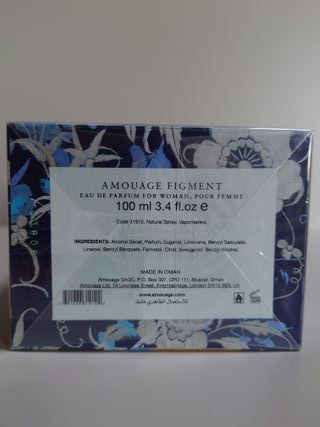 AMOUAGE FIGMENT
EAU DE PARFUM FOR WOMAN, POUR FEMME
100 ml 3.4 fl.oz e
Code 31912, Natural Spray, Vaporisateur
INGREDIENTS: Alcohol Denat, Parfum, Eugenol, Limonene, Benzyl Salicylate,
Linalool, Benzyl Benzoate, Farnesol, Citral, Isoeugenol, Benzyl Alcohol.
MADE IN OMAN
Amouage SAOC, P.O. Box 307, CPO 111, Muscat, Oman.
Amouage Ltd, 14 Lowndes Street, Knightsbridge, London SW1X
www.amouage.com
للاستعمال الظاهري فقط